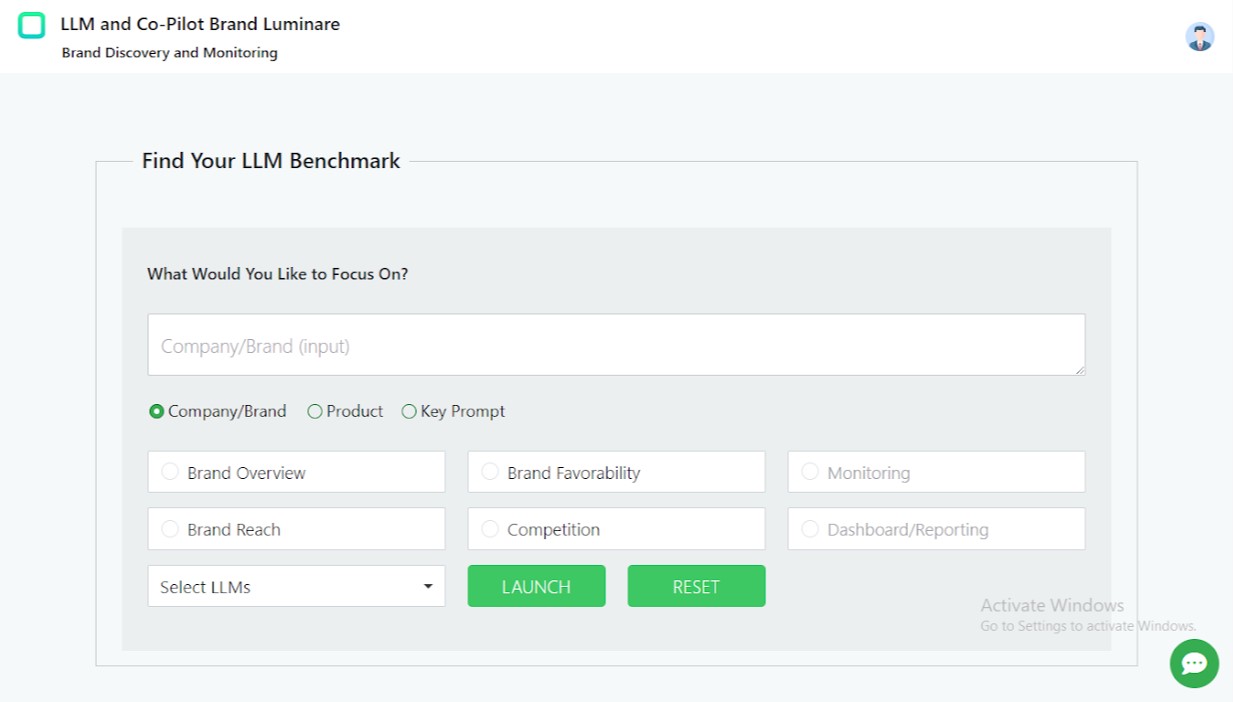 LLM and Co-Pilot Brand Luminare
Brand Discovery and Monitoring
Find Your LLM Benchmark
What Would You Like to Focus On?
Company/Brand (input)
Company/Brand Product Key Prompt
Brand Overview Brand Favorability Monitoring
Brand Reach Competition Dashboard/Reporting
Select LLMs LAUNCH RESET
Activate Windows
Go to Settings to activate Windows.